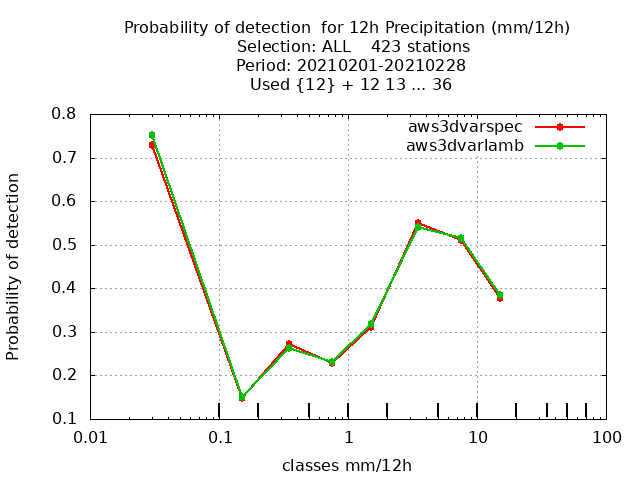 Probability of detection  for 12h Precipitation (mm/12h)
Selection: ALL    423 stations
Period: 20210201-20210228
Used {12} + 12 13 ... 36
aws3dvarspec
aws3dvarlamb
Probability of detection
0.8
0.7
0.6
0.5
0.4
0.3
0.2
0.1
0.01
0.1
1
10
100
classes mm/12h